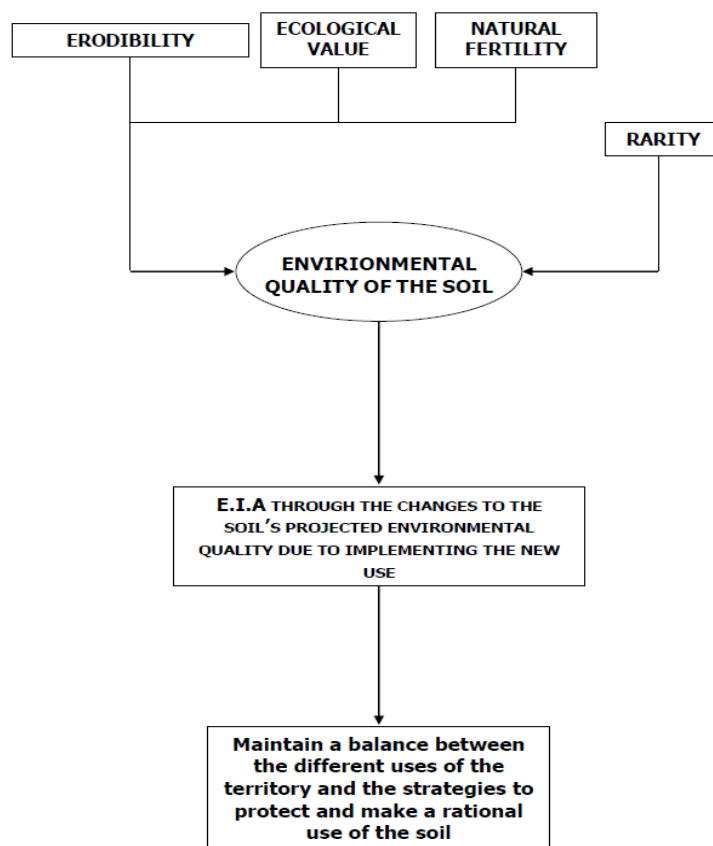 ERODIBILITY
ECOLOGICAL
VALUE
NATURAL
FERTILITY
RARITY
ENVIRIONMENTAL
QUALITY OF THE SOIL
E.I.A THROUGH THE CHANGES TO THE
SOIL'S PROJECTED ENVIRONMENTAL
QUALITY DUE TO IMPLEMENTING THE NEW
USE
Maintain a balance between
the different uses of the
territory and the strategies to
protect and make a rational
use of the soil